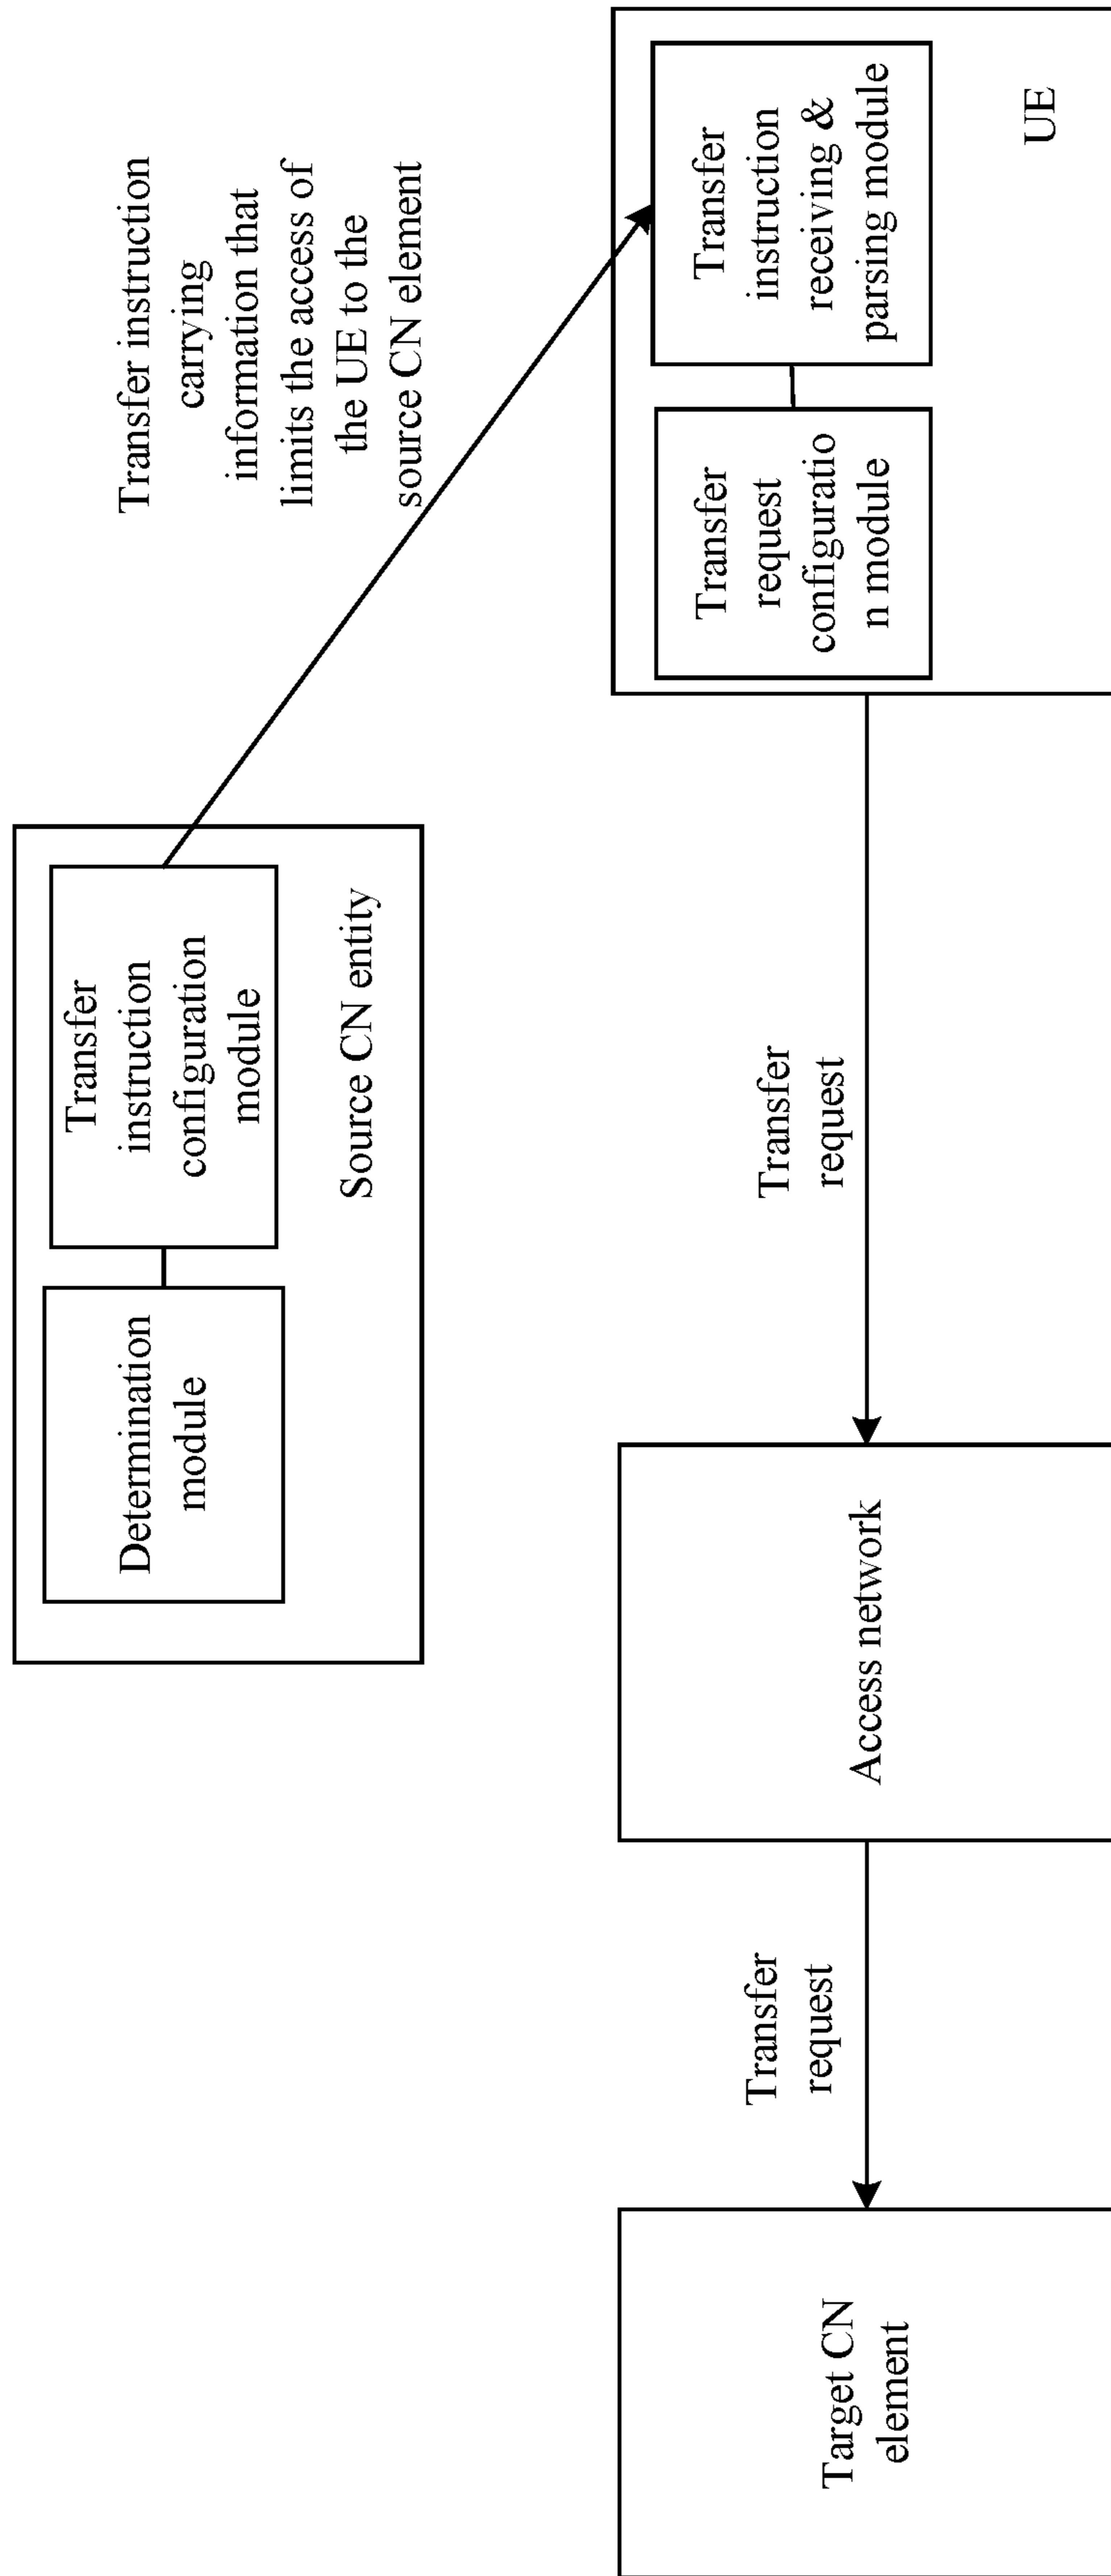 Determination
module
Transfer
instruction
configuration
module
Source CN entity
Transfer instruction
carrying
information that
limits the access of
the UE to the
source CN element
Target CN
element
Transfer
request
Access network
Transfer
request
Transfer
request
configuratio
n module
Transfer
instruction
receiving &
parsing module
UE